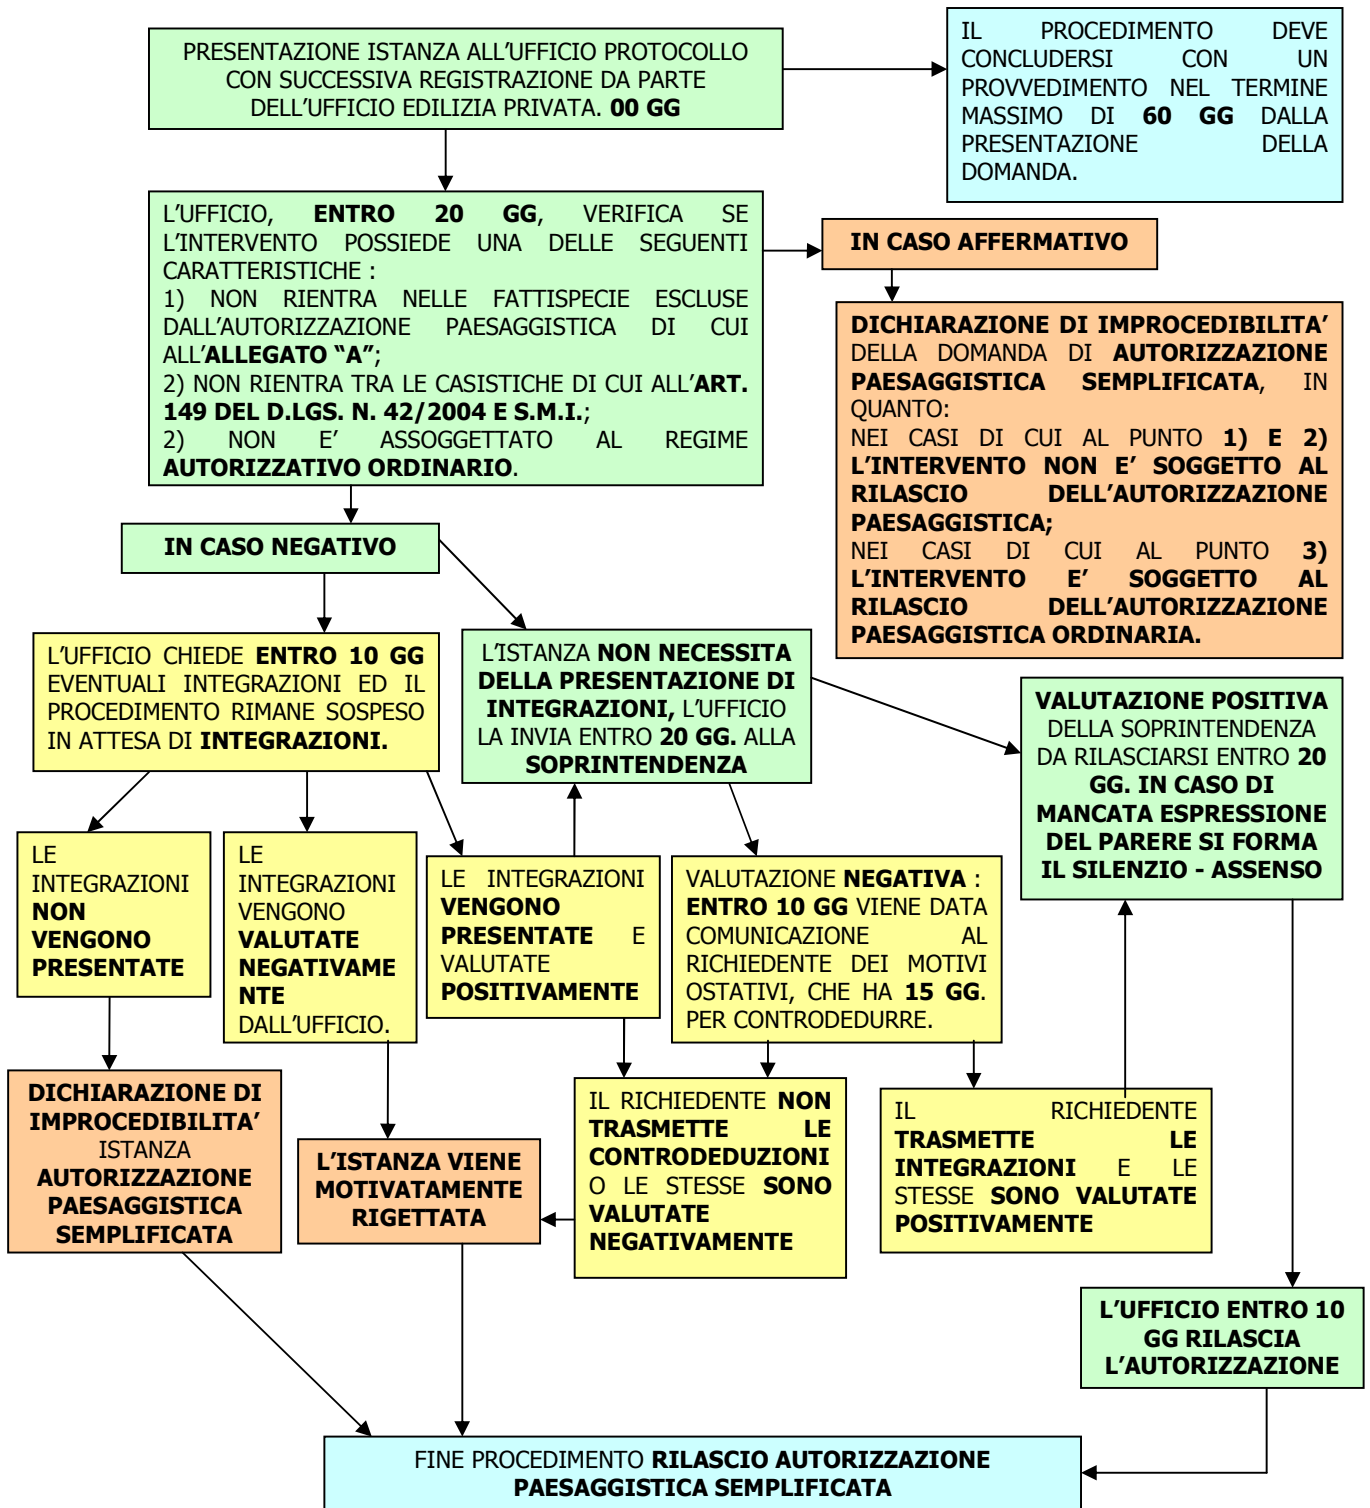 PRESENTAZIONE ISTANZA ALL'UFFICIO PROTOCOLLO
CON SUCCESSIVA REGISTRAZIONE DA PARTE
DELL'UFFICIO EDILIZIA PRIVATA. 00 GG
IL PROCEDIMENTO DEVE
CONCLUDERSI CON UN
PROVVEDIMENTO NEL TERMINE
MASSIMO DI 60 GG DALLA
PRESENTAZIONE DELLA
DOMANDA.
L'UFFICIO, ENTRO 20 GG, VERIFICA SE
L'INTERVENTO POSSIEDE UNA DELLE SEGUENTI
CARATTERISTICHE :
1) NON RIENTRA NELLE FATTISPECIE ESCLUSE
DALL'AUTORIZZAZIONE PAESAGGISTICA DI CUI
ALL'ALLEGATO "A";
2) NON RIENTRA TRA LE CASISTICHE DI CUI ALL'ART.
149 DEL D.LGS. N. 42/2004 E S.M.I.;
2) NON E' ASSOGGETTATO AL REGIME
AUTORIZZATIVO ORDINARIO.
IN CASO AFFERMATIVO
DICHIARAZIONE DI IMPROCEDIBILITA'
DELLA DOMANDA DI AUTORIZZAZIONE
PAESAGGISTICA SEMPLIFICATA, IN
QUANTO:
NEI CASI DI CUI AL PUNTO 1) E 2)
L'INTERVENTO NON E' SOGGETTO AL
RILASCIO DELL'AUTORIZZAZIONE
PAESAGGISTICA;
NEI CASI DI CUI AL PUNTO 3)
L'INTERVENTO E' SOGGETTO AL
RILASCIO DELL'AUTORIZZAZIONE
PAESAGGISTICA ORDINARIA.
IN CASO NEGATIVO
L'UFFICIO CHIEDE ENTRO 10 GG
EVENTUALI INTEGRAZIONI ED IL
PROCEDIMENTO RIMANE SOSPESO
IN ATTESA DI INTEGRAZIONI.
L'ISTANZA NON NECESSITA
DELLA PRESENTAZIONE DI
INTEGRAZIONI, L'UFFICIO
LA INVIA ENTRO 20 GG. ALLA
SOPRINTENDENZA
VALUTAZIONE POSITIVA
DELLA SOPRINTENDENZA
DA RILASCIARSI ENTRO 20
GG. IN CASO DI
MANCATA ESPRESSIONE
DEL PARERE SI FORMA
IL SILENZIO - ASSENSO
LE
INTEGRAZIONI
NON
VENGONO
PRESENTATE
LE
INTEGRAZIONI
VENGONO
VALUTATE
NEGATIVAME
NTE
DALL'UFFICIO.
LE INTEGRAZIONI
VENGONO
PRESENTATE E
VALUTATE
POSITIVAMENTE
VALUTAZIONE NEGATIVA :
ENTRO 10 GG VIENE DATA
COMUNICAZIONE AL
RICHIEDENTE DEI MOTIVI
OSTATIVI, CHE HA 15 GG.
PER CONTRODEDURRE.
DICHIARAZIONE DI
IMPROCEDIBILITA'
ISTANZA
AUTORIZZAZIONE
PAESAGGISTICA
SEMPLIFICATA
L'ISTANZA VIENE
MOTIVATAMENTE
RIGETTATA
IL RICHIEDENTE NON
TRASMETTE LE
CONTRODEDUZIONI
O LE STESSE SONO
VALUTATE
NEGATIVAMENTE
IL RICHIEDENTE
TRASMETTE LE
INTEGRAZIONI E LE
STESSE SONO VALUTATE
POSITIVAMENTE
L'UFFICIO ENTRO 10
GG RILASCIA
L'AUTORIZZAZIONE
FINE PROCEDIMENTO RILASCIO AUTORIZZAZIONE
PAESAGGISTICA SEMPLIFICATA